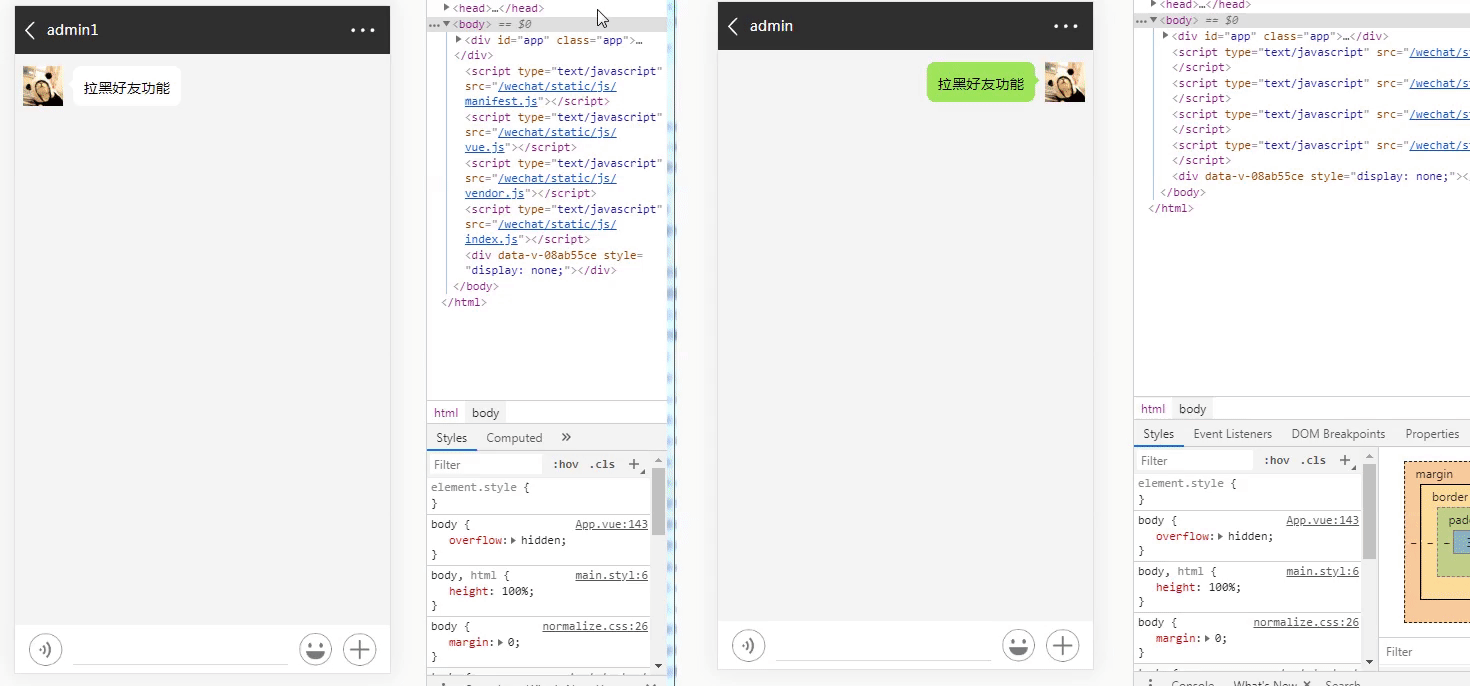 admin1
拉黑好友功能
<head>…</head>
<body> == $0
<div id="app" class="app">…
</div>
<script type="text/javascript"
src="/wechat/static/js/
manifest.js"></script>
<script type="text/javascript"
src="/wechat/static/js/
vue.js"></script>
<script type="text/javascript"
src="/wechat/static/js/
vendor.js"></script>
<script type="text/javascript"
src="/wechat/static/js/
index.js"></script>
<div data-v-08ab55ce style=
"display: none;"></div>
</body>
</html>
html body
Styles Computed »
Filter :hov .cls +
element.style {
}
body { App.vue:143
overflow: hidden;
}
body, html { main.styl:6
height: 100%;
}
body { normalize.css:26
margin: 0;
}
admin
拉黑好友功能
<head>…</head>
<body> == $0
<div id="app" class="app">…</div>
<script type="text/javascript" src="/wechat/st
</script>
<script type="text/javascript" src="/wechat/st
</script>
<script type="text/javascript" src="/wechat/st
</script>
<script type="text/javascript" src="/wechat/st
</script>
<div data-v-08ab55ce style="display: none;"></
</body>
</html>
html body
Styles Event Listeners DOM Breakpoints Properties
Filter :hov .cls +
element.style {
}
body { App.vue:143
overflow: hidden;
}
body, html { main.styl:6
height: 100%;
}
body { normalize.css:26
margin: 0;
}
margin
border
padd
Filter
Console What's New × Search